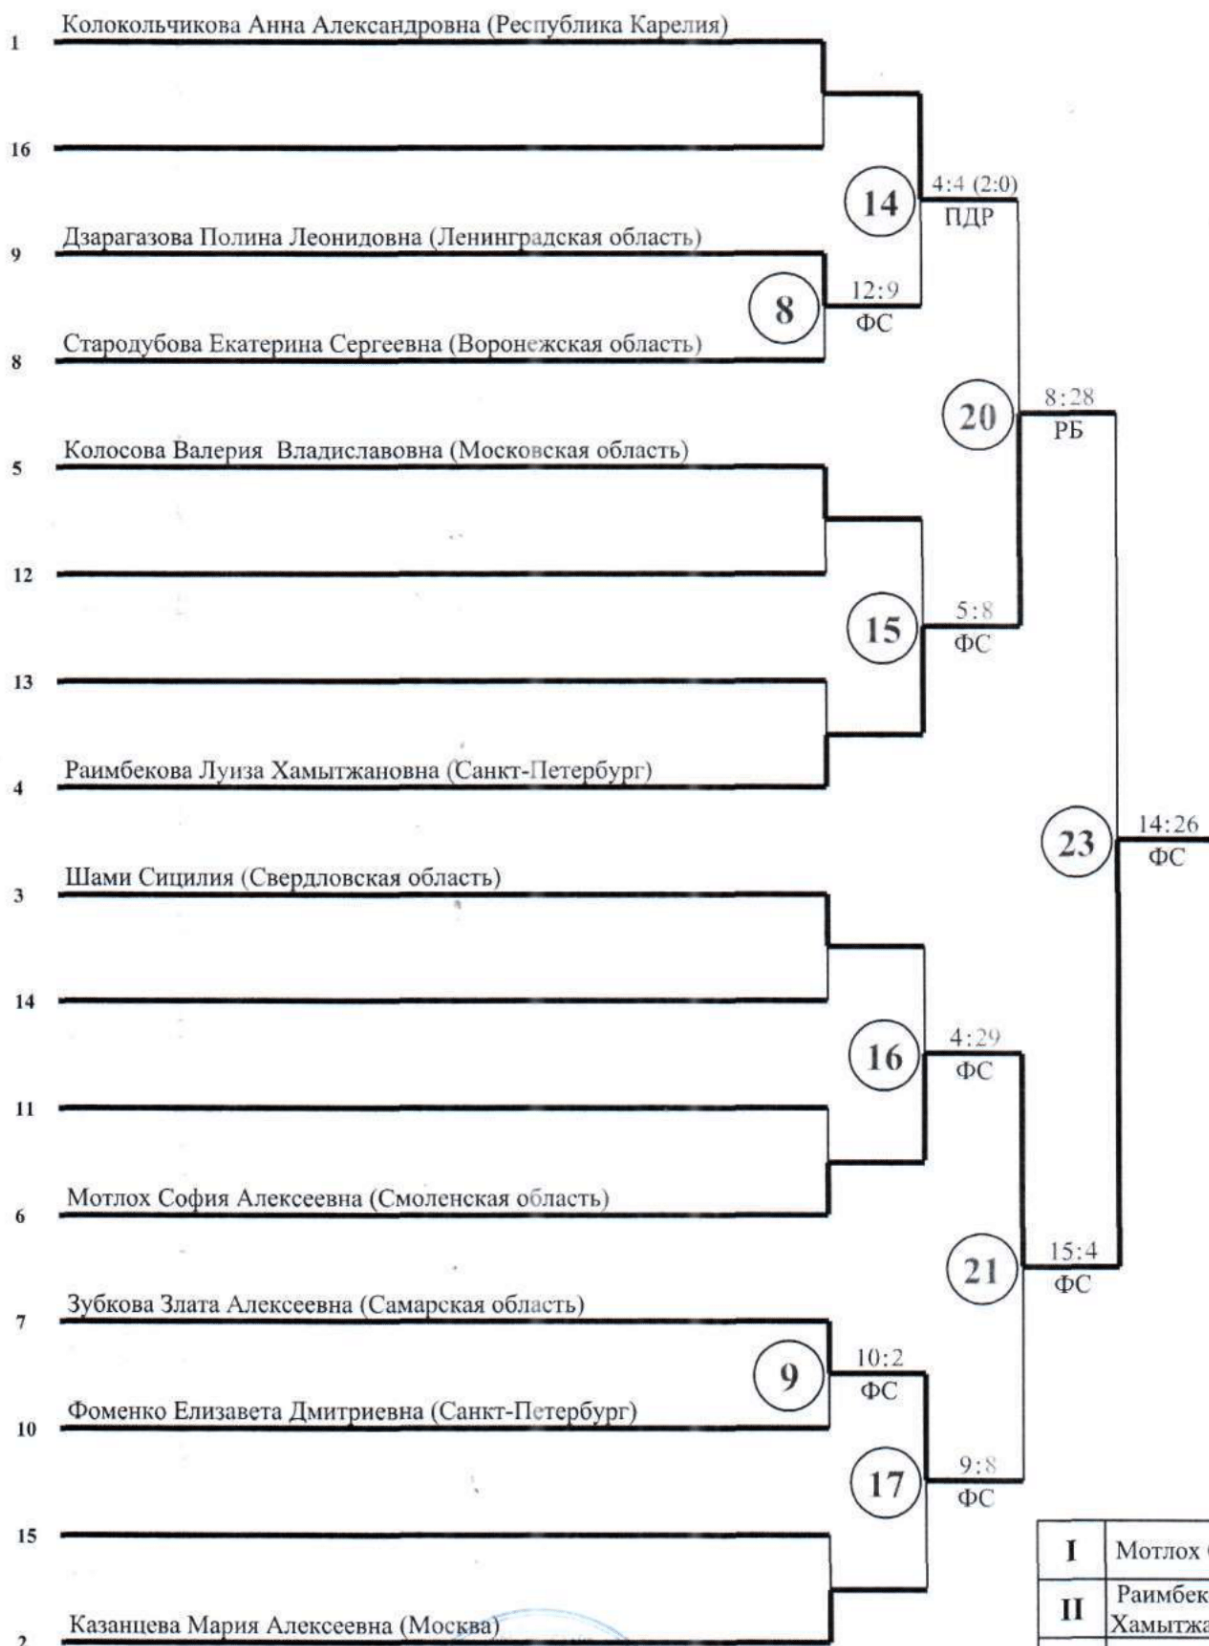 Колокольчикова Анна Александровна (Республика Карелия)
1
16
14
4:4 (2:0)
ПДР
Дзарагазова Полина Леонидовна (Ленинградская область)
9
8
12:9
ФС
Стародубова Екатерина Сергеевна (Воронежская область)
8
20
8:28
РБ
Колосова Валерия Владиславовна (Московская область)
5
12
15
5:8
ФС
13
Раимбекова Луиза Хамытжановна (Санкт-Петербург)
4
23
14:26
ФС
Шами Сицилия (Свердловская область)
3
14
16
4:29
ФС
11
Мотлох София Алексеевна (Смоленская область)
6
21
15:4
ФС
Зубкова Злата Алексеевна (Самарская область)
7
9
10:2
ФС
Фоменко Елизавета Дмитриевна (Санкт-Петербург)
10
17
9:8
ФС
15
I Мотлох
Казанцева Мария Алексеевна (Москва)
2
II Раимбек
Хамытжа